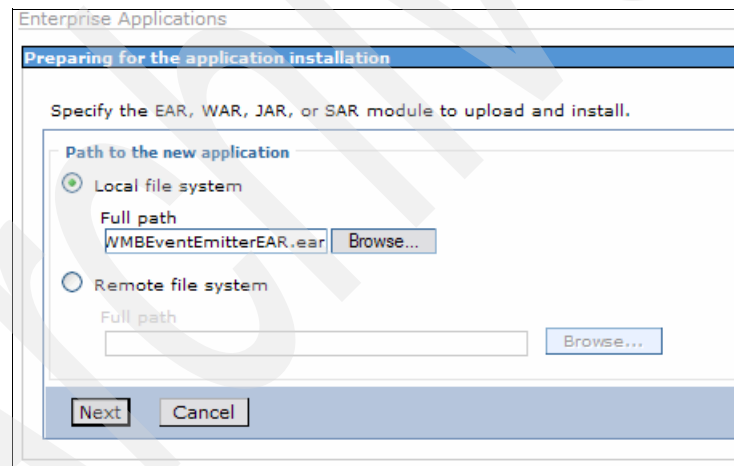 Enterprise Applications
Preparing for the application installation
Specify the EAR, WAR, JAR, or SAR module to upload and install.
Path to the new application
Local file system
Full path
WMBEventEmitterEAR.ear Browse...
Remote file system
Full path
Browse...
Next Cancel